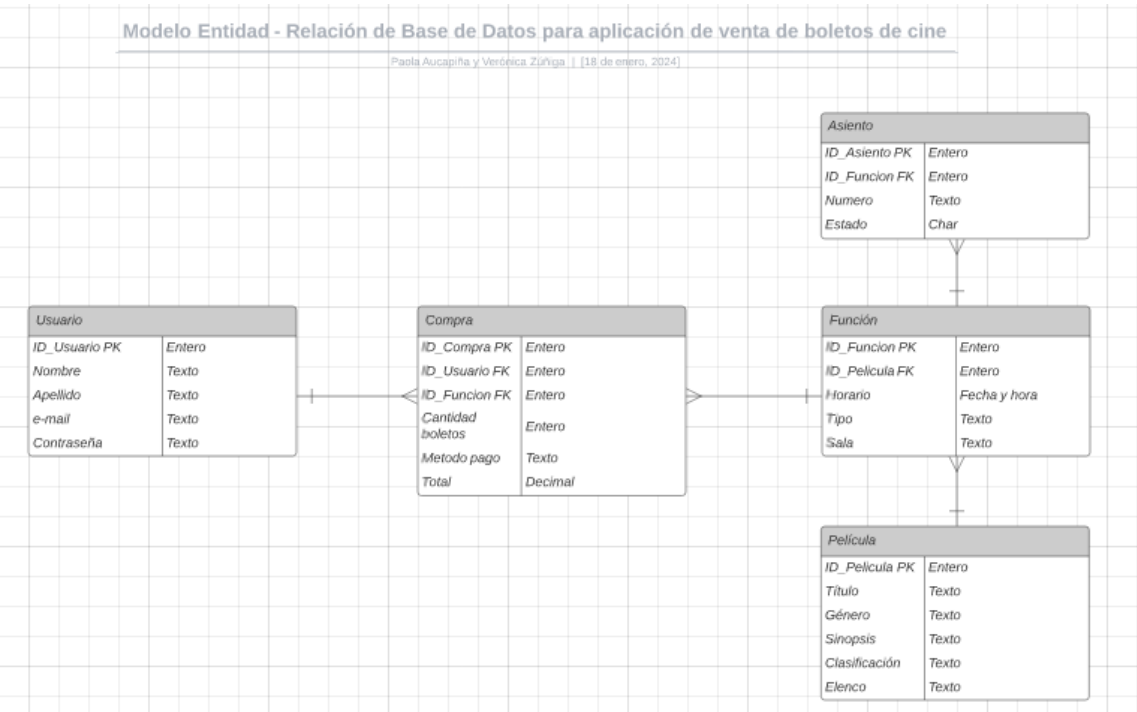 Modelo Entidad - Relación de Base de Datos para aplicación de venta de boletos de cine
Paola Aucapiña y Verónica Zúñiga | [18 de enero, 2024]
Asiento
ID_Asiento PK Entero
ID_Funcion FK Entero
Numero Texto
Estado Char
Usuario
ID_Usuario PK Entero
Nombre Texto
Apellido Texto
e-mail Texto
Contraseña Texto
Compra
ID_Compra PK Entero
ID_Usuario FK Entero
ID_Funcion FK Entero
Cantidad
boletos Entero
Metodo pago Texto
Total Decimal
Función
ID_Funcion PK Entero
ID_Pelicula FK Entero
Horario Fecha y hora
Tipo Texto
Sala Texto
Película
ID_Pelicula PK Entero
Título Texto
Género Texto
Sinopsis Texto
Clasificación Texto
Elenco Texto